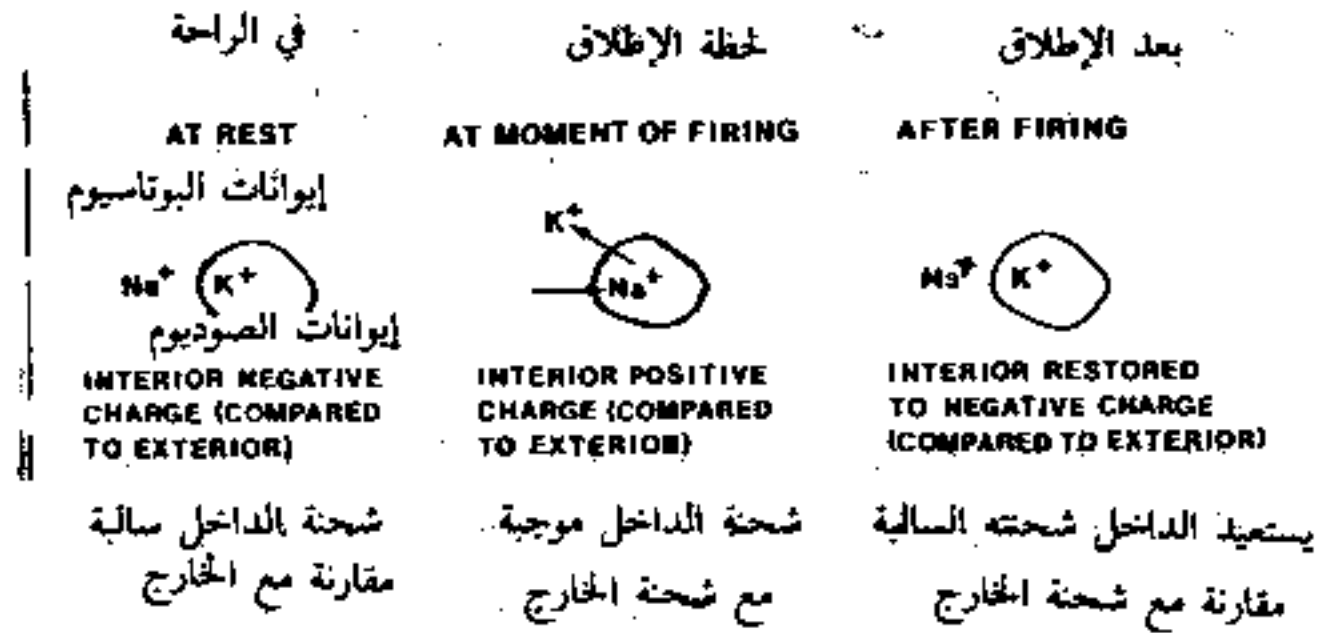 في الراحة
لحظة الإطلاق
بعد الإطلاق
AT REST
AT MOMENT OF FIRING
AFTER FIRING
إيوانات البوتاسيوم
K+
Na+ K+
Na+
Na+ K+
إيوانات الصوديوم
INTERIOR NEGATIVE
CHARGE (COMPARED
TO EXTERIOR)
INTERIOR POSITIVE
CHARGE (COMPARED
TO EXTERIOR)
INTERIOR RESTORED
TO NEGATIVE CHARGE
(COMPARED TO EXTERIOR)
شحنة الداخل سالبة
مقارنة مع الخارج
شحنة الداخل موجبة
مع شحنة الخارج
يستعيد الداخل شحنته السالبة
مقارنة مع شحنة الخارج